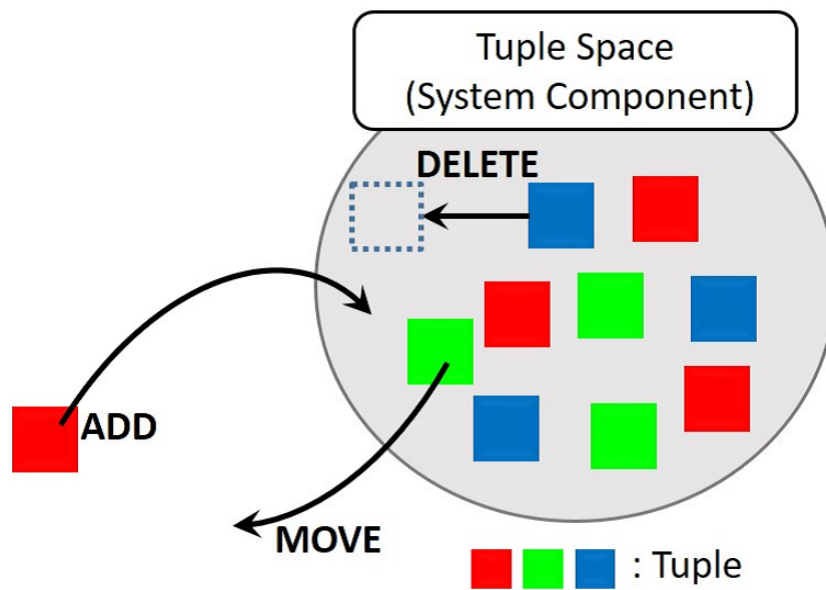 Tuple Space
(System Component)
DELETE
ADD
MOVE
: Tuple